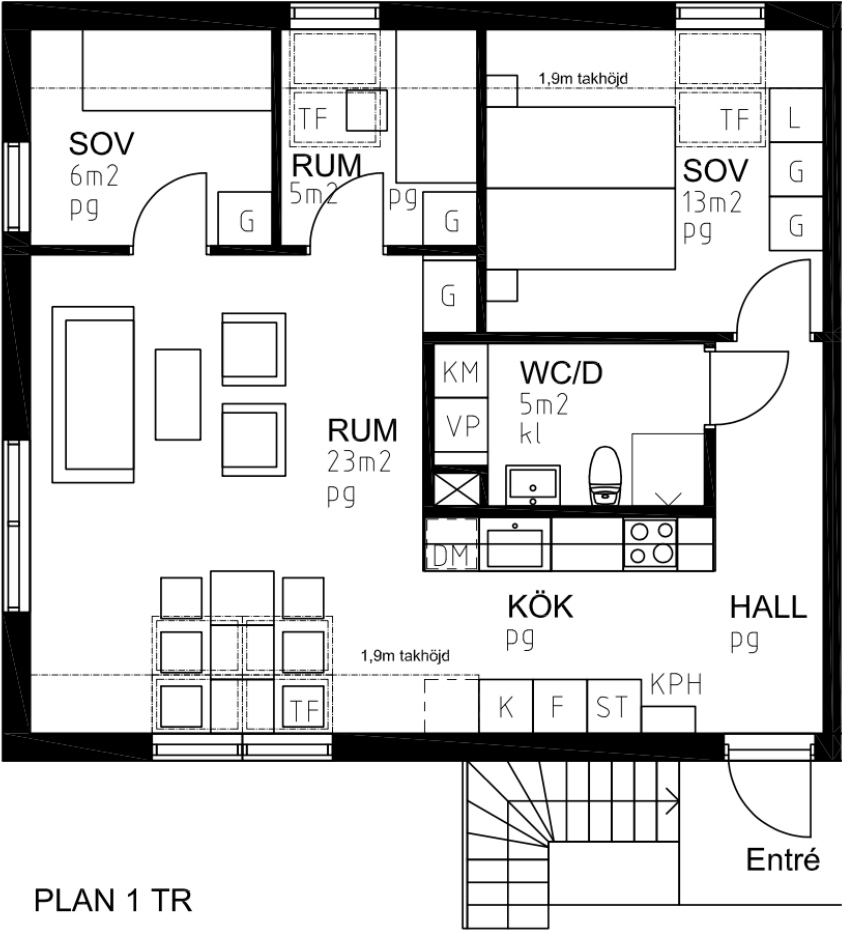 1,9m takhöjd
TF
TF
L
SOV
6m2
pg
RUM
5m2 pg
SOV
13m2
pg
G
G
G
G
G
KM
WC/D
5m2
kl
VP
RUM
23m2
pg
DM
KÖK
pg
HALL
pg
1,9m takhöjd
TF
K
F
ST
KPH
Entré
PLAN 1 TR